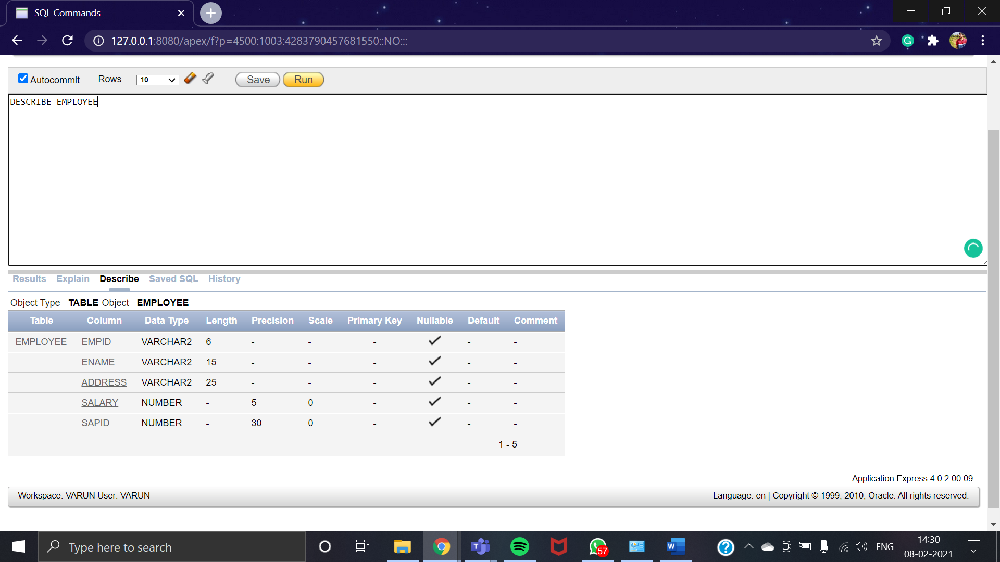 SQL Commands
127.0.0.1:8080/apex/f?p=4500:1003:4283790457681550::NO:::
Autocommit Rows 10 Save Run
DESCRIBE EMPLOYEE
Results Explain Describe Saved SQL History
Object Type TABLE Object EMPLOYEE
Table Column Data Type Length Precision Scale Primary Key Nullable Default Comment
EMPLOYEE EMPID VARCHAR2 6 - - - - -
ENAME VARCHAR2 15 - - - - -
ADDRESS VARCHAR2 25 - - - - -
SALARY NUMBER - 5 0 - - -
SAPID NUMBER - 30 0 - - -
1 - 5
Application Express 4.0.2.00.09
Workspace: VARUN User: VARUN Language: en | Copyright © 1999, 2010, Oracle. All rights reserved.
Type here to search 57 ENG 14:30
08-02-2021